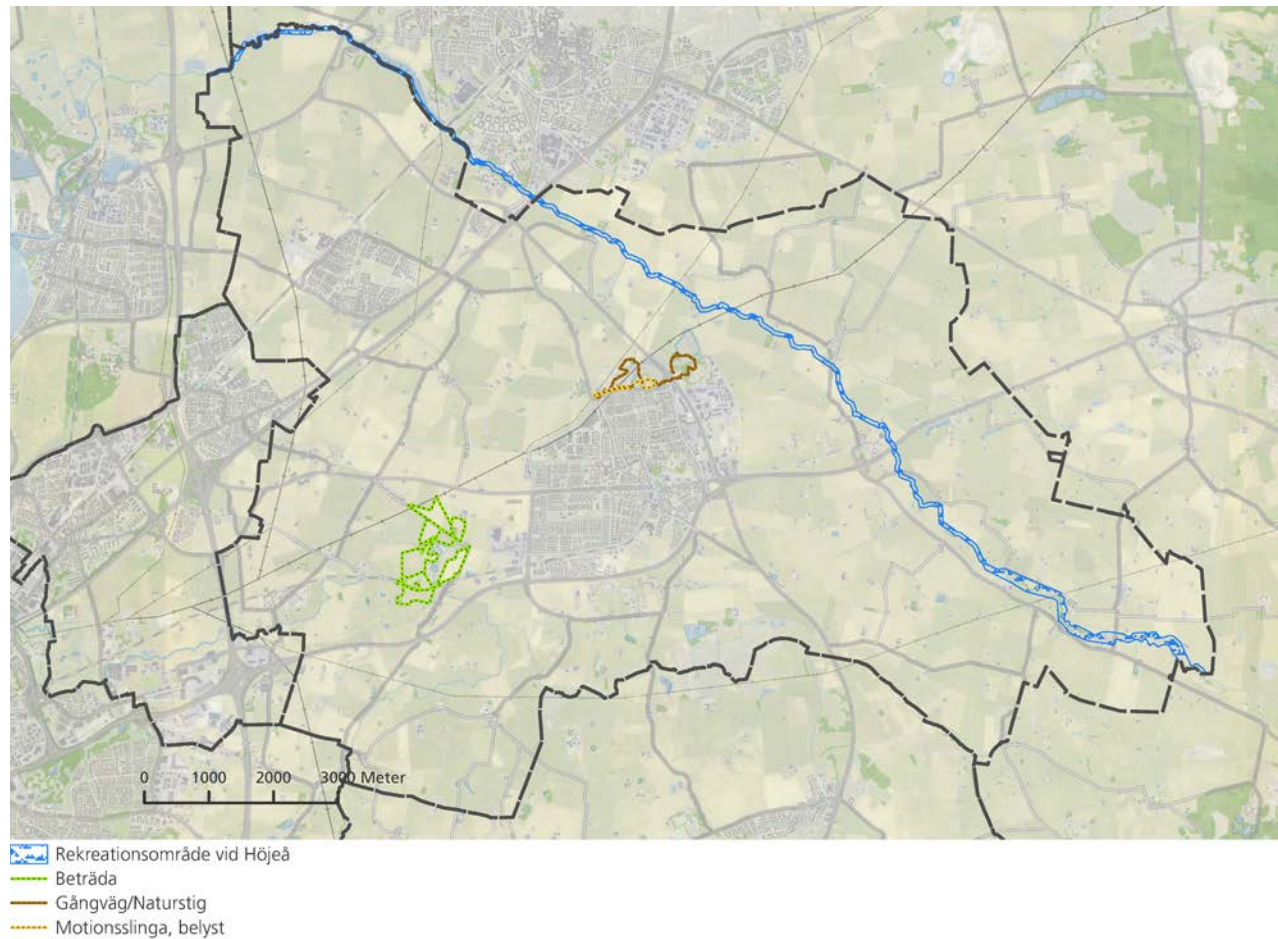 0 1000 2000 3000 Meter
Rekreationsområde vid Höjeå
Beträda
Gångväg/Naturstig
Motionsslinga, belyst